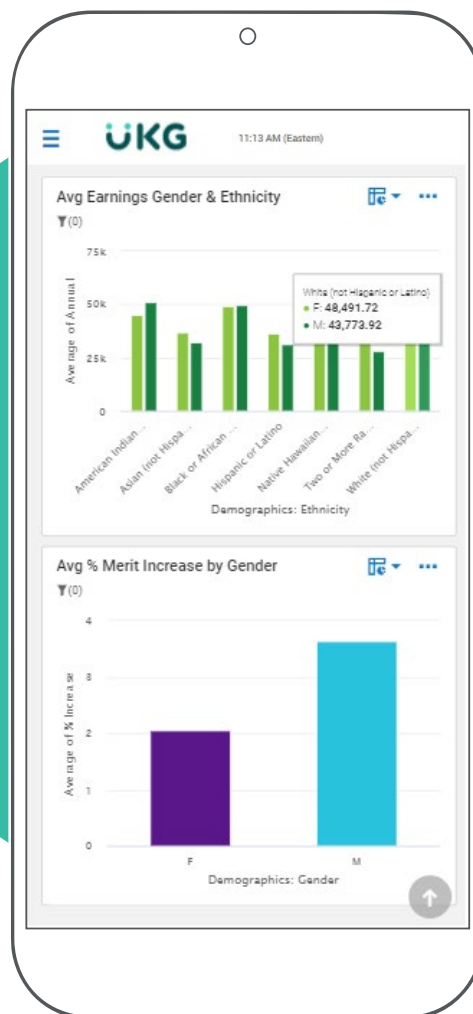 UKG
11:13 AM (Eastern)
Avg Earnings Gender & Ethnicity
(0)
75k
50k
25k
0
Average of Annual
White (not Hispanic or Latino)
F: 48,491.72
M: 43,773.92
American Indian...
Asian (not Hispa...
Black or African ...
Hispanic or Latino
Native Hawaiian...
Two or More Ra...
White (not Hispa...
Demographics: Ethnicity
Avg % Merit Increase by Gender
(0)
4
3
2
1
0
Average of % Increase
F
M
Demographics: Gender